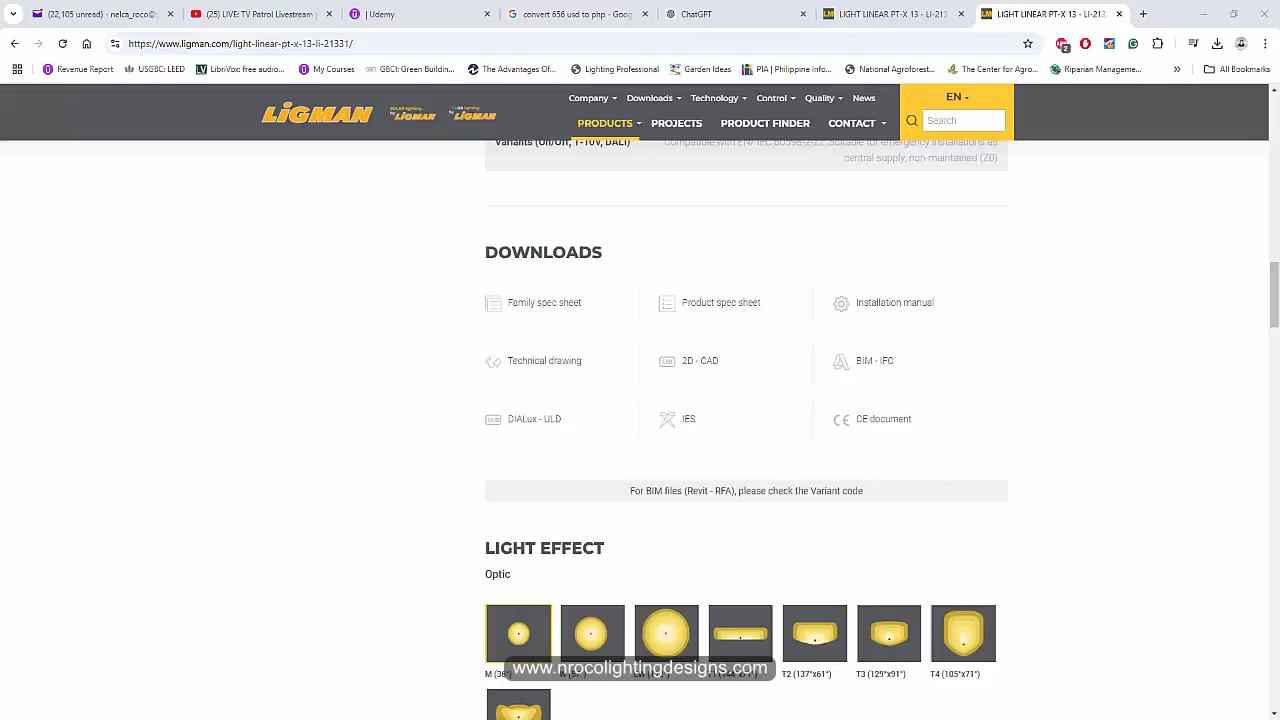 (22,105 unread) - nelczyrco@
(25) LIVE: TV Patrol Livestream
| Udemy
convert 656 usd to php - Goog
ChatGPT
LIGHT LINEAR PT-X 13 - LI-213
LIGHT LINEAR PT-X 13 - LI-213
https://www.ligman.com/light-linear-pt-x-13-li-21331/
Revenue Report
USGBC: LEED
LibriVox: free audio...
My Courses
GBCI: Green Buildin...
The Advantages Of...
Lighting Professional
Garden Ideas
PIA | Philippine Info...
National Agroforest...
The Center for Agro...
Riparian Manageme...
All Bookmarks
LIGMAN
Company
Downloads
Technology
Control
Quality
News
EN
PRODUCTS
PROJECTS
PRODUCT FINDER
CONTACT
Search
Variants (On/Off, 1-10V, DALI)
Compatible with EN/ IEC 60598-2-22, Suitable for emergency installations as
central supply, non-maintained (Z0)
DOWNLOADS
Family spec sheet
Product spec sheet
Installation manual
Technical drawing
2D - CAD
BIM - IFC
DIALux - ULD
IES
CE document
For BIM files (Revit - RFA), please check the Variant code
LIGHT EFFECT
Optic
T2 (137°x61°)
T3 (129°x91°)
T4 (105°x71°)
www.nrocolightingdesigns.com